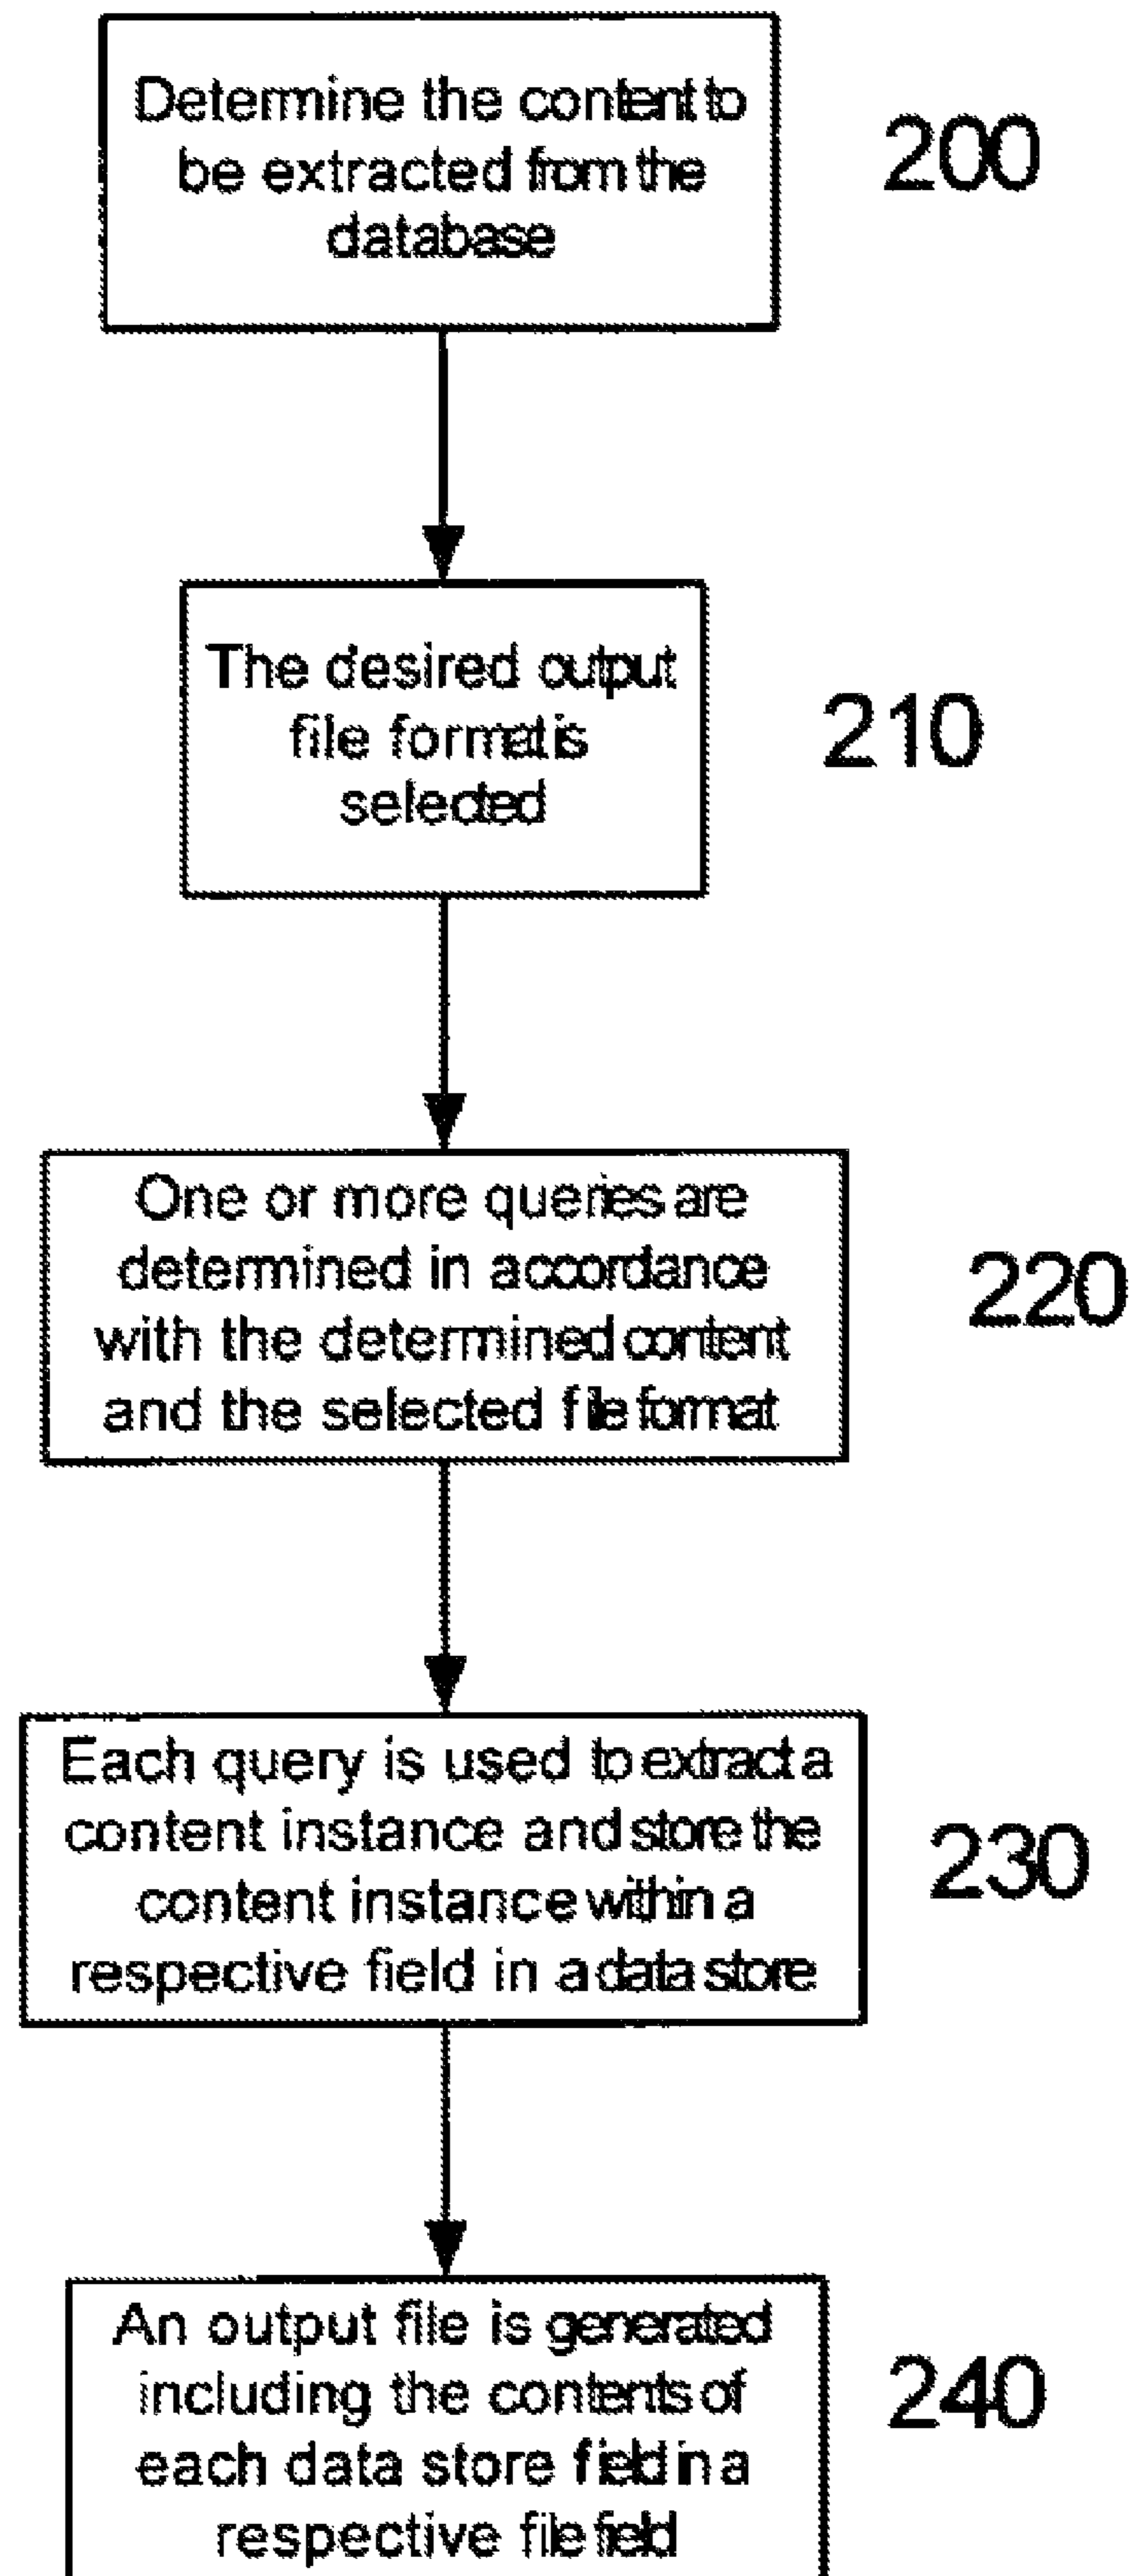 Determine the content to
be extracted from the
database
200
The desired output
file format is
selected
210
One or more queries are
determined in accordance
with the determined content
and the selected file format
220
Each query is used to extract a
content instance and store the
content instance within a
respective field in a data store
230
An output file is generated
including the contents of
each data store field in a
respective file field
240